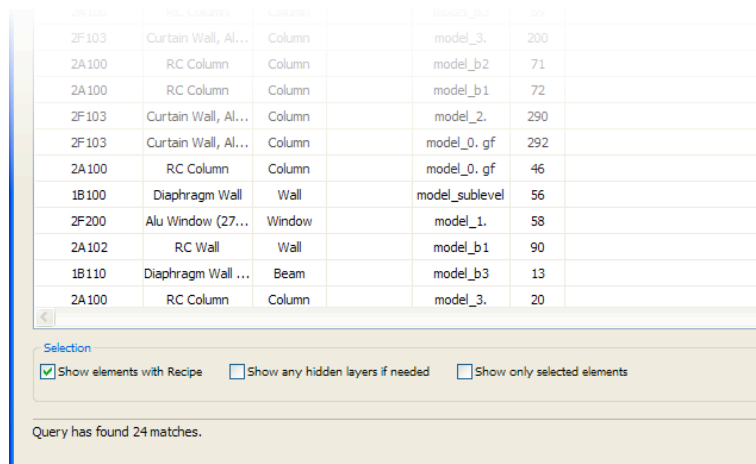 2A100 RC Column Column
2F103 Curtain Wall, Al... Column model_3. 200
2A100 RC Column Column model_b2 71
2A100 RC Column Column model_b1 72
2F103 Curtain Wall, Al... Column model_2. 290
2F103 Curtain Wall, Al... Column model_0. gf 292
2A100 RC Column Column model_0. gf 46
1B100 Diaphragm Wall Wall model_sublevel 56
2F200 Alu Window (27... Window model_1. 58
2A102 RC Wall Wall model_b1 90
1B110 Diaphragm Wall ... Beam model_b3 13
2A100 RC Column Column model_3. 20
Selection
Show elements with Recipe Show any hidden layers if needed Show only selected elements
Query has found 24 matches.